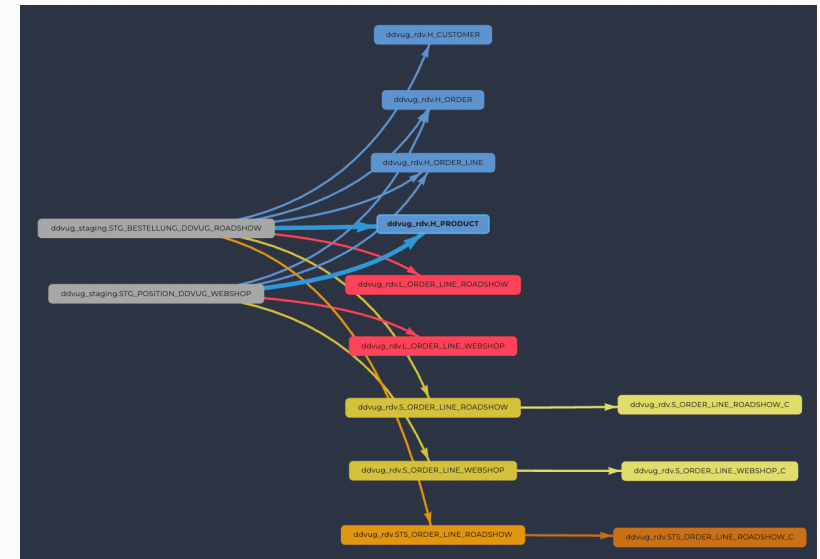 ddvug_rdv.H_CUSTOMER
ddvug_rdv.H_ORDER
ddvug_rdv.H_ORDER_LINE
ddvug_staging.STG_BESTELLUNG_DDVUG_ROADSHOW
ddvug_rdv.H_PRODUCT
ddvug_staging.STG_POSITION_DDVUG_WEBSHOP
ddvug_rdv.L_ORDER_LINE_ROADSHOW
ddvug_rdv.L_ORDER_LINE_WEBSHOP
ddvug_rdv.S_ORDER_LINE_ROADSHOW
ddvug_rdv.S_ORDER_LINE_ROADSHOW_C
ddvug_rdv.S_ORDER_LINE_WEBSHOP
ddvug_rdv.S_ORDER_LINE_WEBSHOP_C
ddvug_rdv.STS_ORDER_LINE_ROADSHOW
ddvug_rdv.STS_ORDER_LINE_ROADSHOW_C